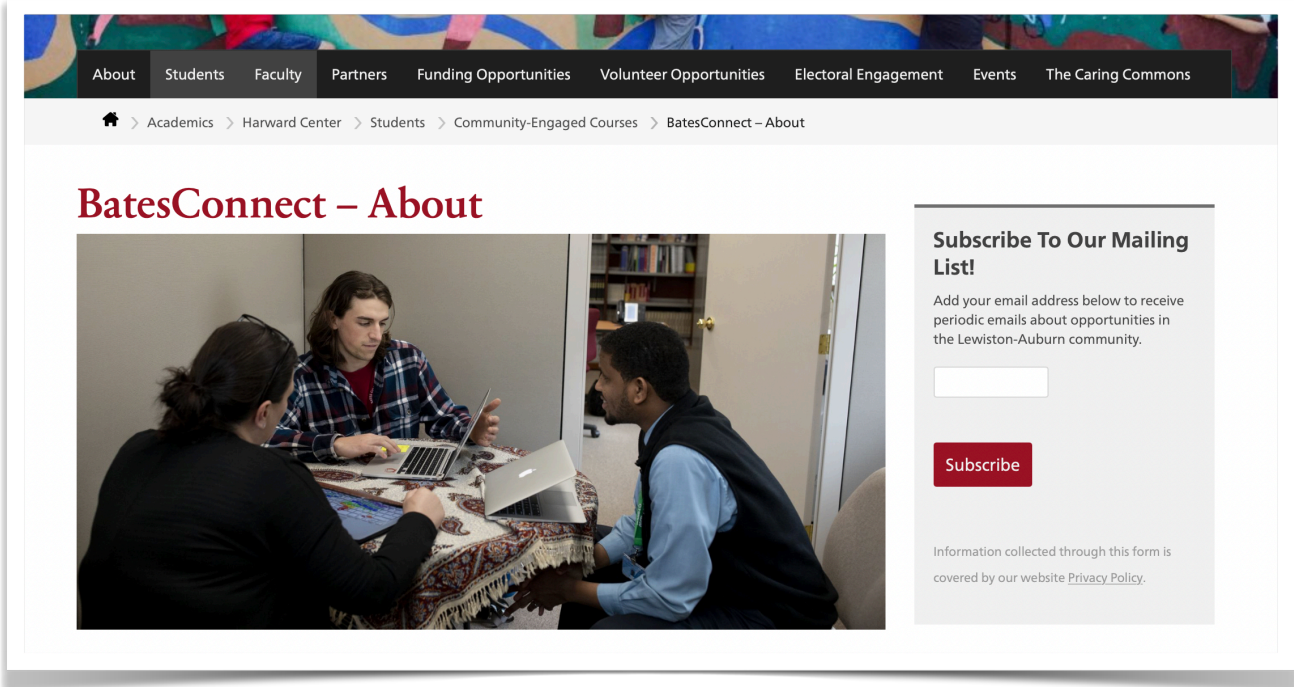 About Students Faculty Partners Funding Opportunities Volunteer Opportunities Electoral Engagement Events The Caring Commons
Academics > Harward Center > Students > Community-Engaged Courses > BatesConnect – About
BatesConnect – About
Subscribe To Our Mailing
List!
Add your email address below to receive
periodic emails about opportunities in
the Lewiston-Auburn community.
Subscribe
Information collected through this form is
covered by our website Privacy Policy.